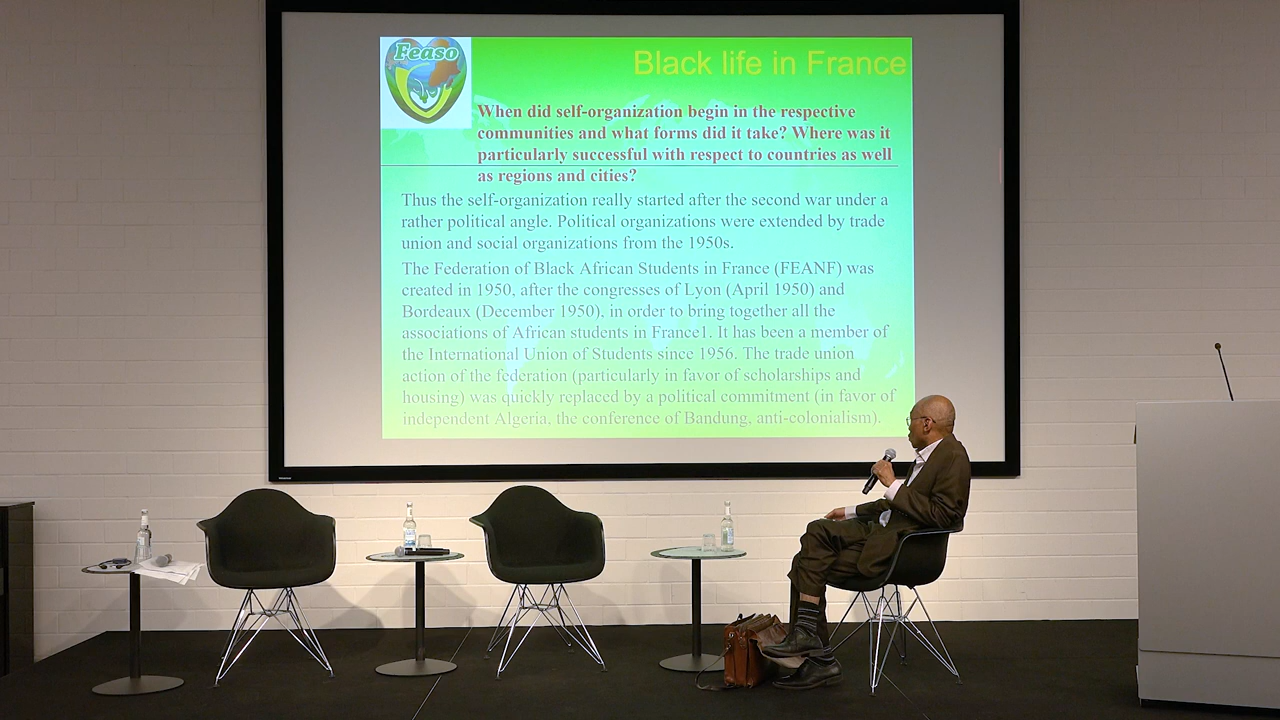 Feaso
Black life in France
When did self-organization begin in the respective
communities and what forms did it take? Where was it
particularly successful with respect to countries as well
as regions and cities?
Thus the self-organization really started after the second war under a
rather political angle. Political organizations were extended by trade
union and social organizations from the 1950s.
The Federation of Black African Students in France (FEANF) was
created in 1950, after the congresses of Lyon (April 1950) and
Bordeaux (December 1950), in order to bring together all the
associations of African students in France1. It has been a member of
the International Union of Students since 1956. The trade union
action of the federation (particularly in favor of scholarships and
housing) was quickly replaced by a political commitment (in favor of
independent Algeria, the conference of Bandung, anti-colonialism).